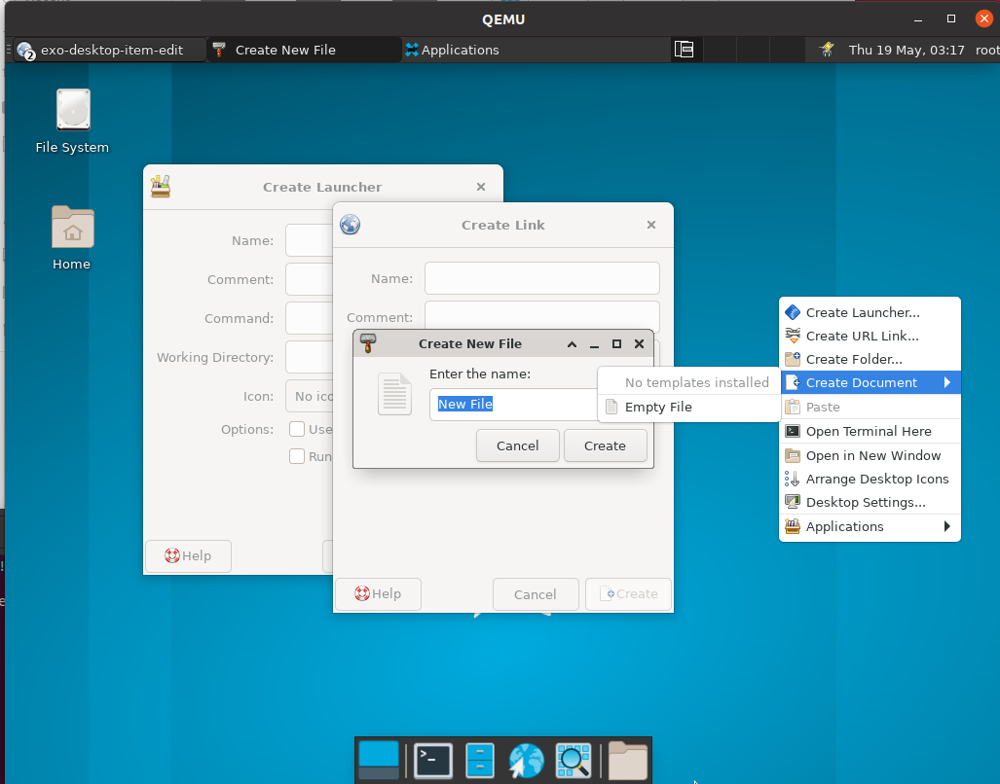 QEMU
2 exo-desktop-item-edit
Create New File
Applications
Thu 19 May, 03:17
root
File System
Home
Create Launcher
Name:
Comment:
Command:
Working Directory:
Icon:
No ico
Options:
Use
Run
Help
Create Link
Name:
Comment:
Help
Cancel
Create
Create New File
Enter the name:
New File
Cancel
Create
No templates installed
Empty File
Create Launcher...
Create URL Link...
Create Folder...
Create Document
Paste
Open Terminal Here
Open in New Window
Arrange Desktop Icons
Desktop Settings...
Applications